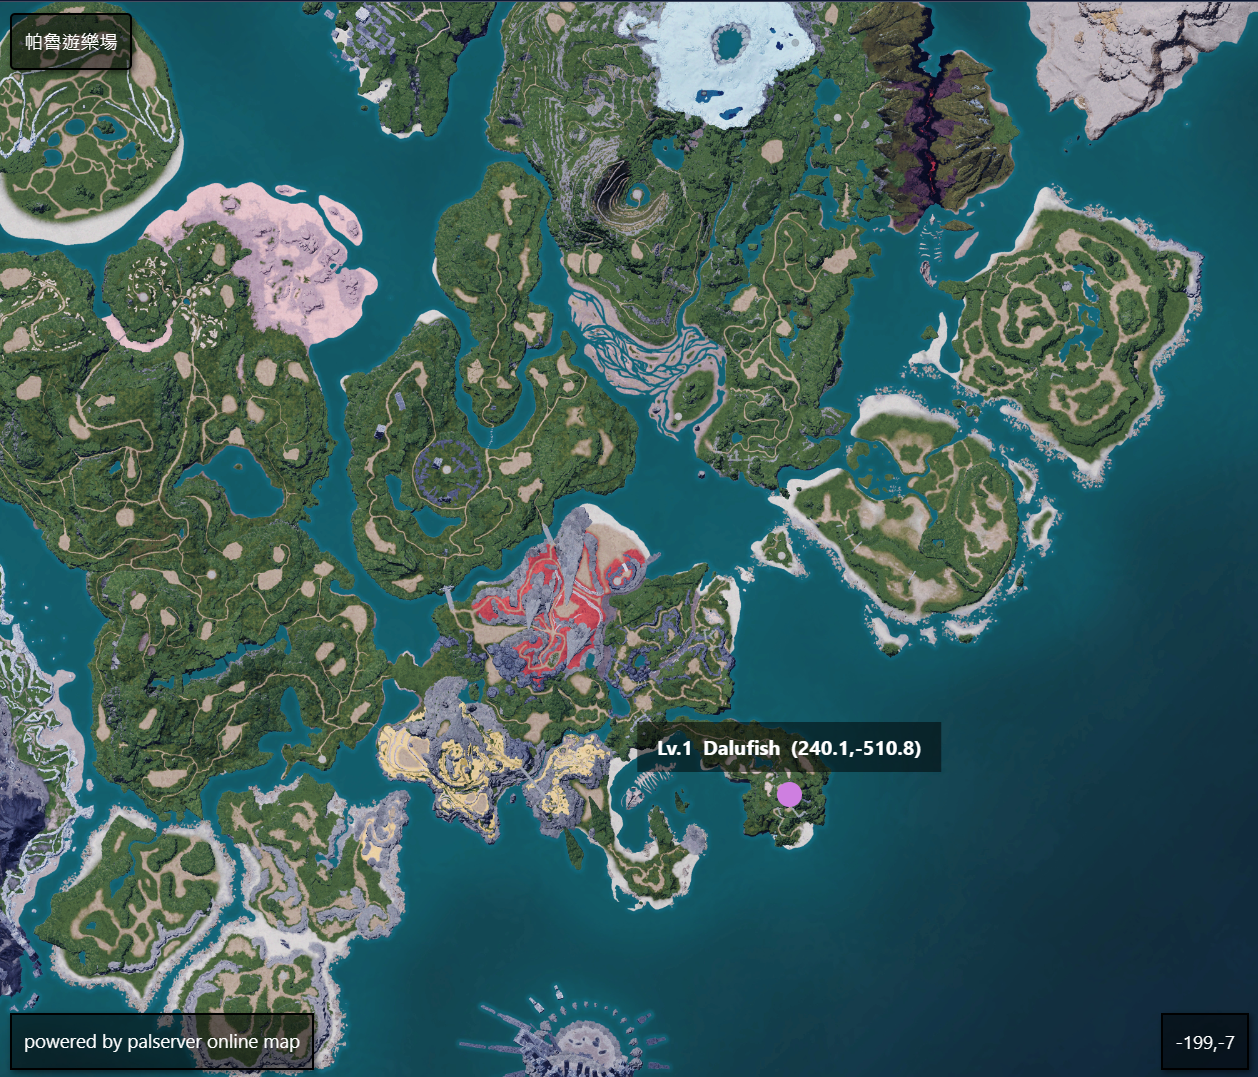 帕魯遊樂場
Lv.1 Dalufish (240.1,-510.8)
powered by palserver online map
-199,-7